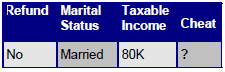 Refund Marital Status Taxable Income Cheat
No Married 80K ?